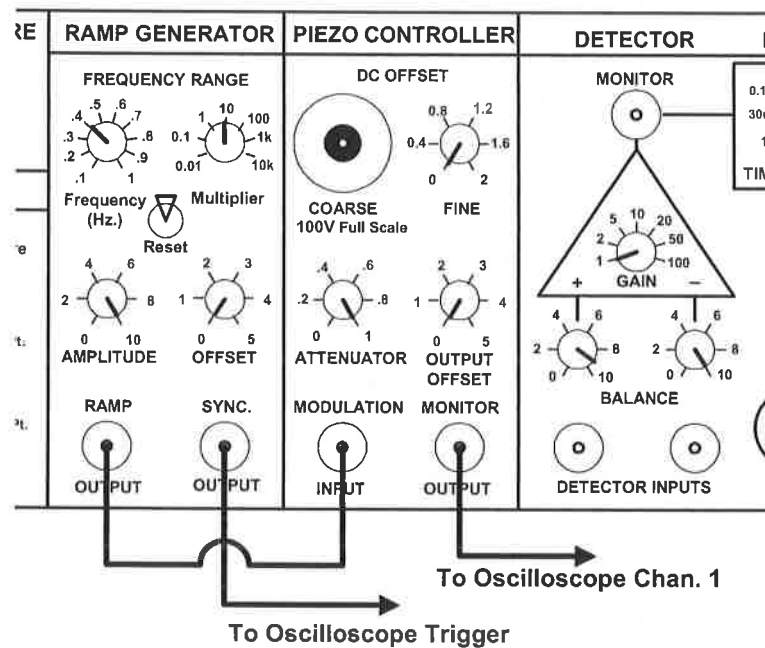 RE
RAMP GENERATOR
PIEZO CONTROLLER
DETECTOR
FREQUENCY RANGE
.1 .2 .3 .4 .5 .6 .7 .8 .9 1
0.01 0.1 1 10 100 1k 10k
Frequency
(Hz.)
Multiplier
Reset
0 2 4 6 8 10
AMPLITUDE
0 1 2 3 4 5
OFFSET
RAMP
OUTPUT
SYNC.
OUTPUT
DC OFFSET
COARSE
100V Full Scale
0 0.4 0.8 1.2 1.6 2
FINE
0 .2 .4 .6 .8 1
ATTENUATOR
0 1 2 3 4 5
OUTPUT
OFFSET
MODULATION
INPUT
MONITOR
OUTPUT
MONITOR
1 2 5 10 20 50 100
GAIN
+ −
0 2 4 6 8 10
0 2 4 6 8 10
BALANCE
DETECTOR INPUTS
0.1
TIM
To Oscilloscope Chan. 1
To Oscilloscope Trigger